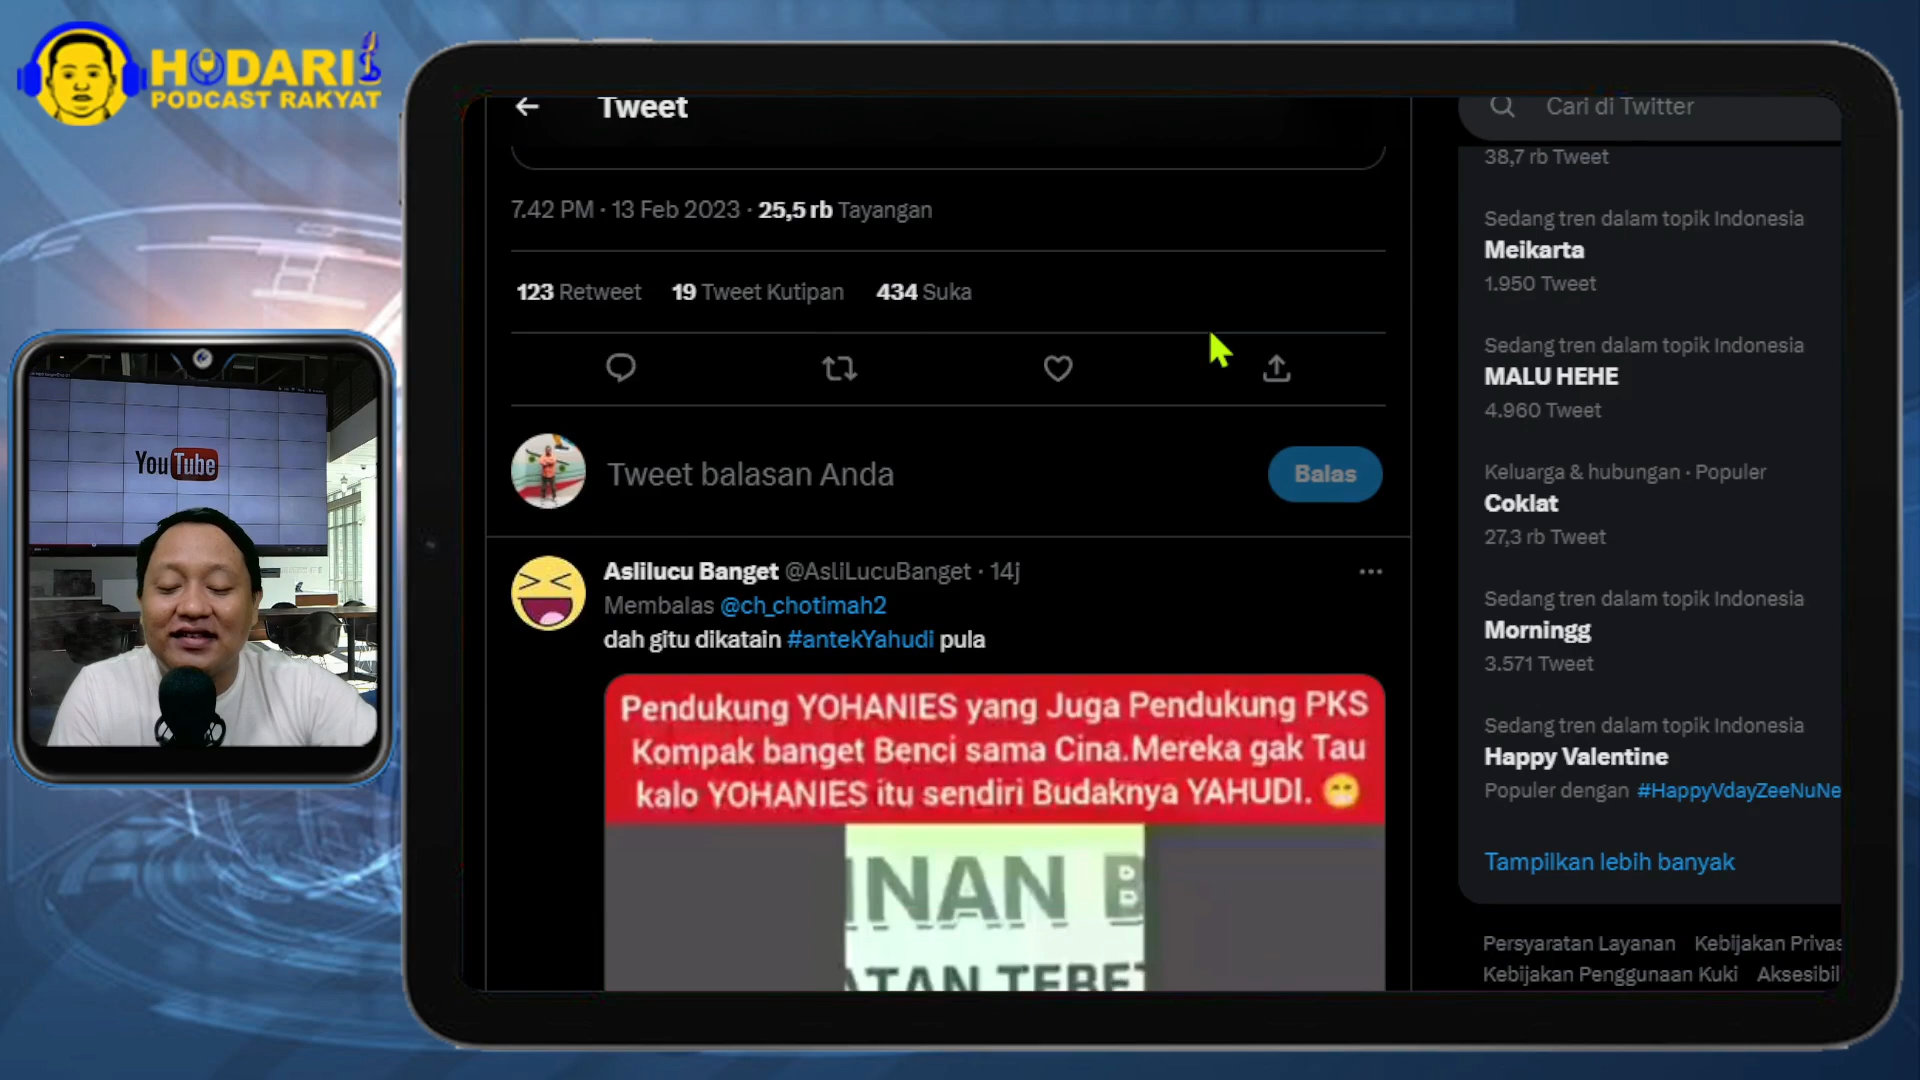 HODARI
PODCAST RAKYAT
YouTube
Tweet
7.42 PM · 13 Feb 2023 · 25,5 rb Tayangan
123 Retweet 19 Tweet Kutipan 434 Suka
Tweet balasan Anda
Balas
Aslilucu Banget @AsliLucuBanget · 14j
Membalas @ch_chotimah2
dah gitu dikatain #antekYahudi pula
Pendukung YOHANIES yang Juga Pendukung PKS
Kompak banget Benci sama Cina.Mereka gak Tau
kalo YOHANIES itu sendiri Budaknya YAHUDI. 😁
INAN B
ATAN TEBET
Cari di Twitter
38,7 rb Tweet
Sedang tren dalam topik Indonesia
Meikarta
1.950 Tweet
Sedang tren dalam topik Indonesia
MALU HEHE
4.960 Tweet
Keluarga & hubungan · Populer
Coklat
27,3 rb Tweet
Sedang tren dalam topik Indonesia
Morningg
3.571 Tweet
Sedang tren dalam topik Indonesia
Happy Valentine
Populer dengan #HappyVdayZeeNuNe
Tampilkan lebih banyak
Persyaratan Layanan Kebijakan Privas
Kebijakan Penggunaan Kuki Aksesibil